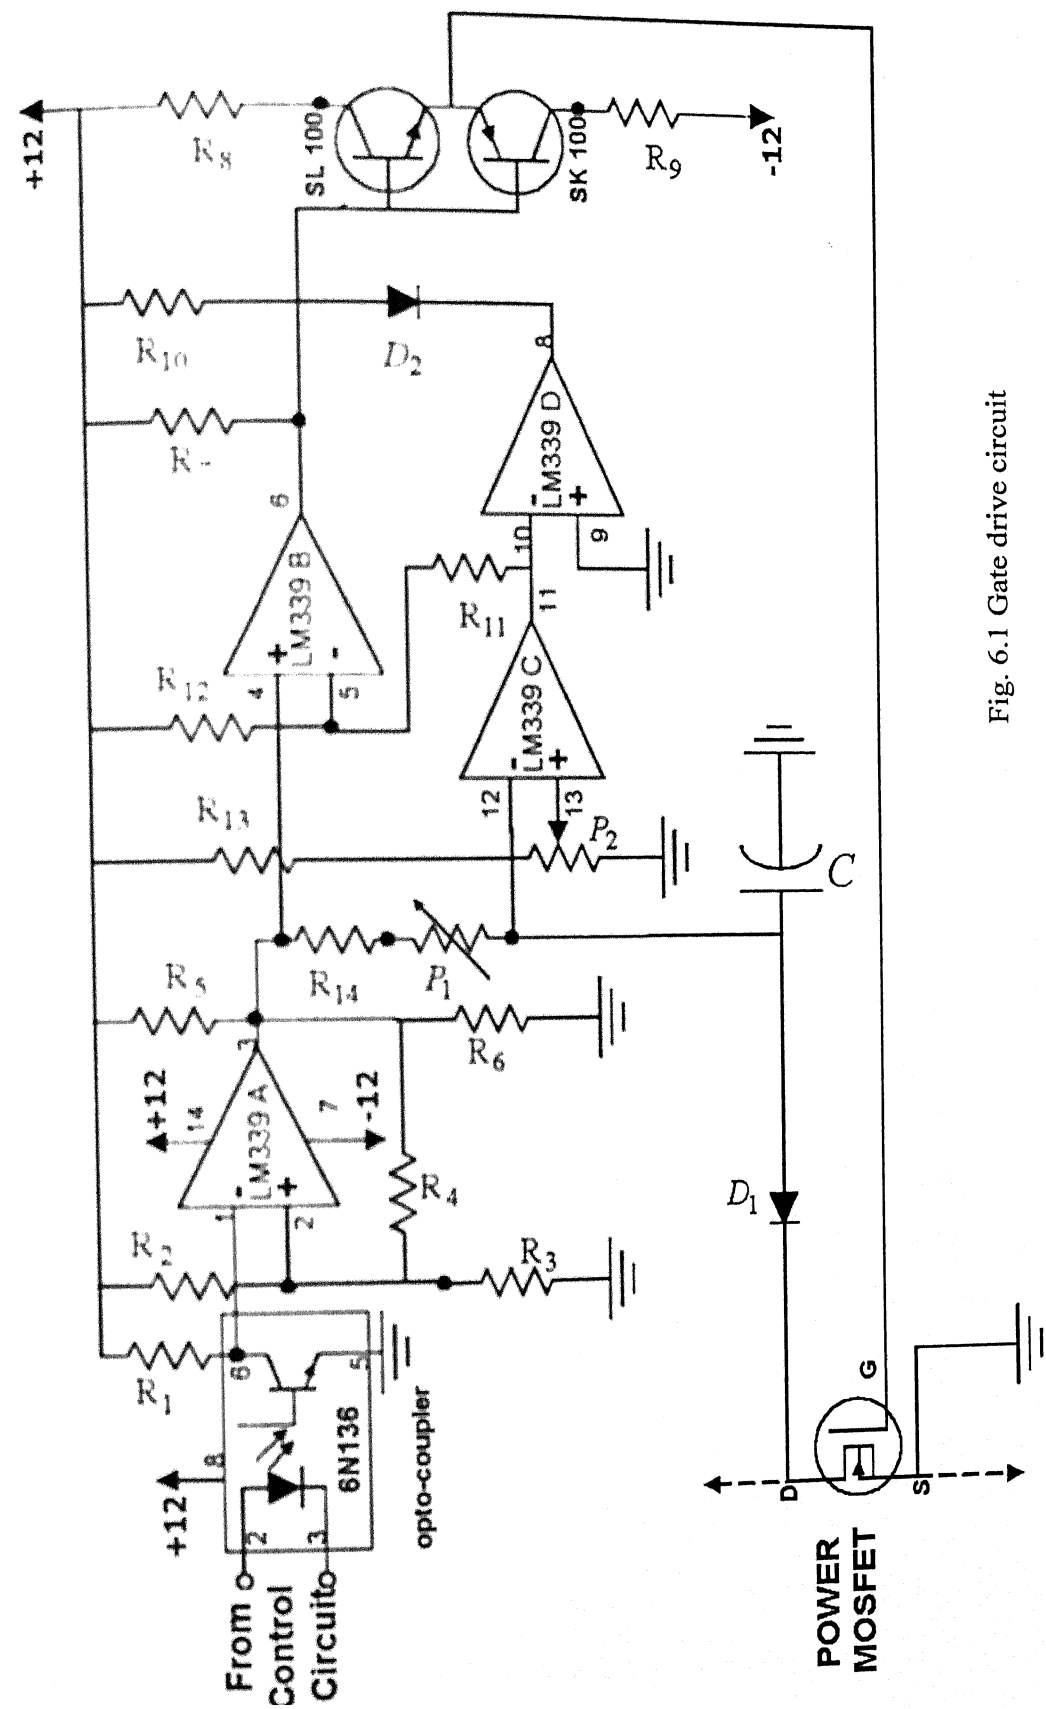 +12
R8
SL 100
SK 100
R9
-12
R10
D2
8
R
6
LM339 B
+
-
4
5
LM339 D
-
+
10
9
R11
11
R12
LM339 C
-
+
12
13
R13
P2
C
R5
R14
P1
R6
3
+12
14
LM339 A
-
+
7
-12
1
2
R4
R2
R3
D1
R1
6
5
8
+12
6N136
opto-coupler
2
3
From
Control
Circuit
D
G
S
POWER
MOSFET
Fig. 6.1 Gate drive circuit